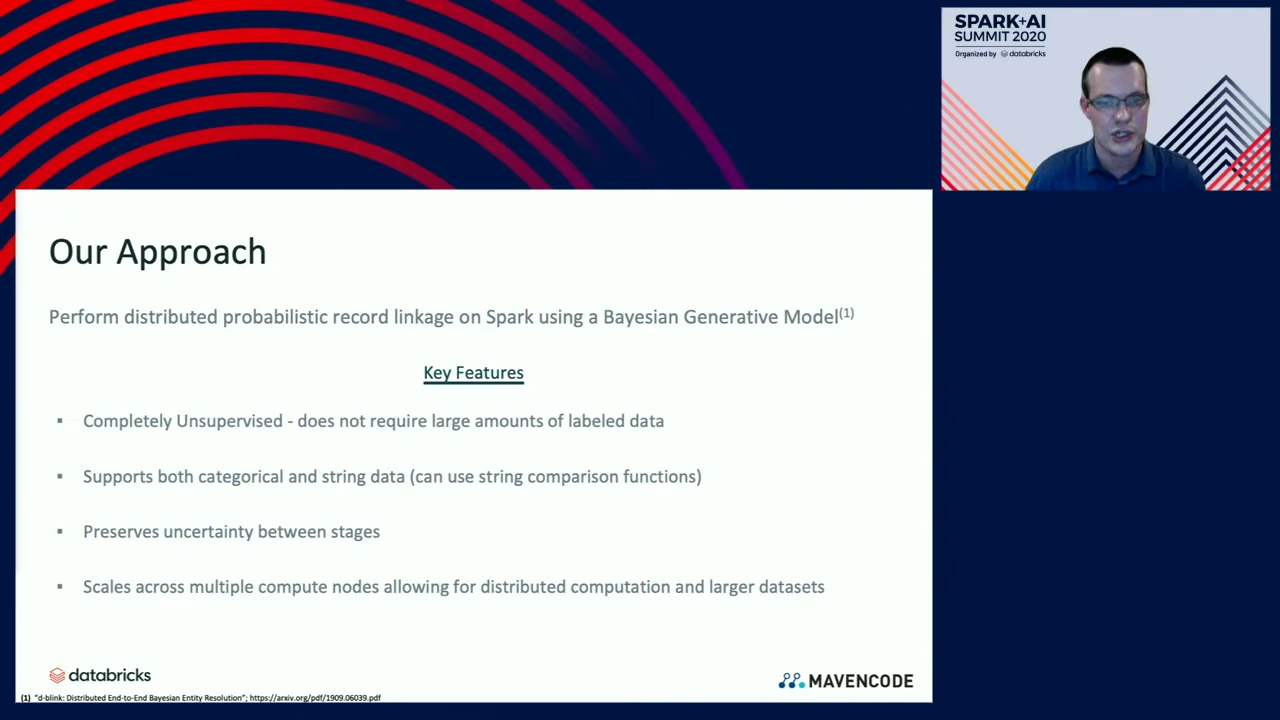 SPARK+AI
SUMMIT 2020
Organized by databricks
Our Approach
Perform distributed probabilistic record linkage on Spark using a Bayesian Generative Model(1)
Key Features
▪ Completely Unsupervised - does not require large amounts of labeled data
▪ Supports both categorical and string data (can use string comparison functions)
▪ Preserves uncertainty between stages
▪ Scales across multiple compute nodes allowing for distributed computation and larger datasets
databricks
MAVENCODE
(1) "d-blink: Distributed End-to-End Bayesian Entity Resolution"; https://arxiv.org/pdf/1909.06039.pdf